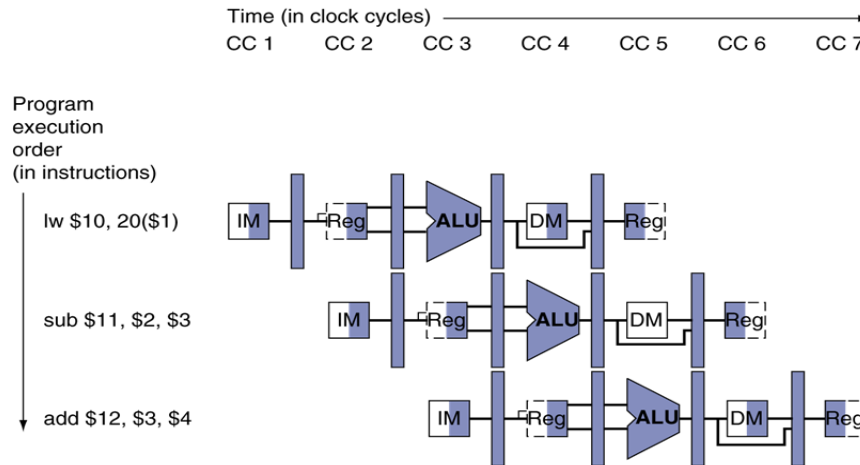 Time (in clock cycles)
CC 1 CC 2 CC 3 CC 4 CC 5 CC 6 CC 7
Program
execution
order
(in instructions)
lw $10, 20($1) IM Reg ALU DM Reg
sub $11, $2, $3 IM Reg ALU DM Reg
add $12, $3, $4 IM Reg ALU DM Reg